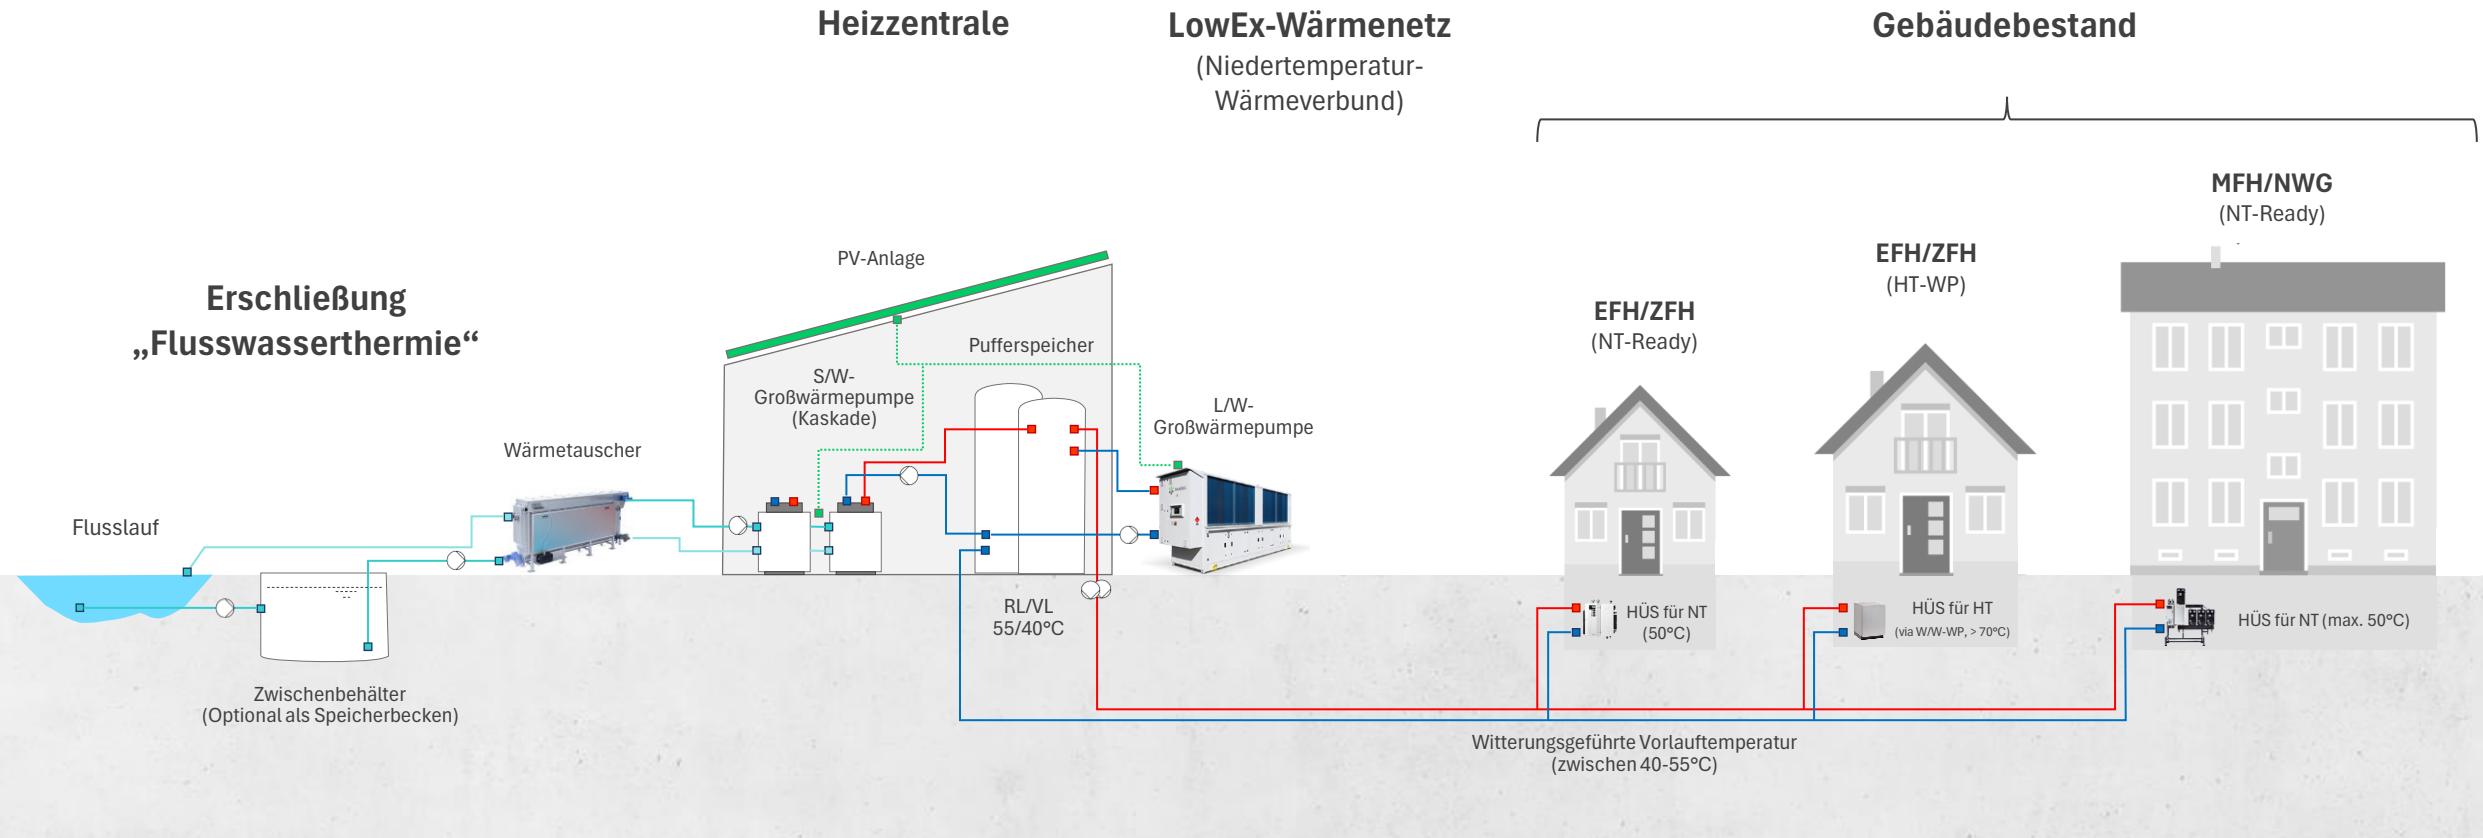 Heizzentrale
LowEx-Wärmenetz
(Niedertemperatur-
Wärmeverbund)
Gebäudebestand
MFH/NWG
(NT-Ready)
EFH/ZFH
(HT-WP)
EFH/ZFH
(NT-Ready)
Erschließung
„Flusswasserthermie“
PV-Anlage
Pufferspeicher
S/W-
Großwärmepumpe
(Kaskade)
L/W-
Großwärmepumpe
Wärmetauscher
Flusslauf
RL/VL
55/40°C
HÜS für NT
(50°C)
HÜS für HT
(via W/W-WP, > 70°C)
HÜS für NT (max. 50°C)
Zwischenbehälter
(Optional als Speicherbecken)
Witterungsgeführte Vorlauftemperatur
(zwischen 40-55°C)